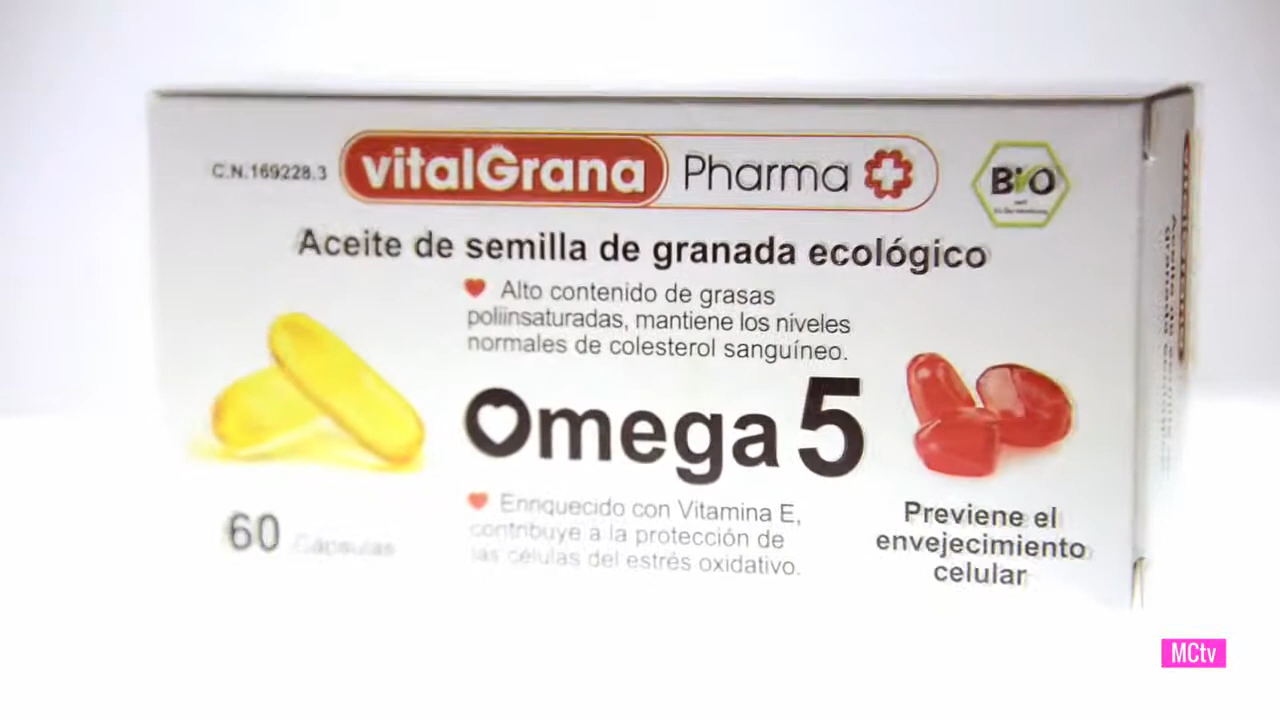 C.N.169228.3
vitalGrana Pharma
BIO
Aceite de semilla de granada ecológico
Alto contenido de grasas
poliinsaturadas, mantiene los niveles
normales de colesterol sanguíneo.
Omega 5
Enriquecido con Vitamina E,
contribuye a la protección de
las células del estrés oxidativo.
60 Cápsulas
Previene el
envejecimiento
celular
MCtv